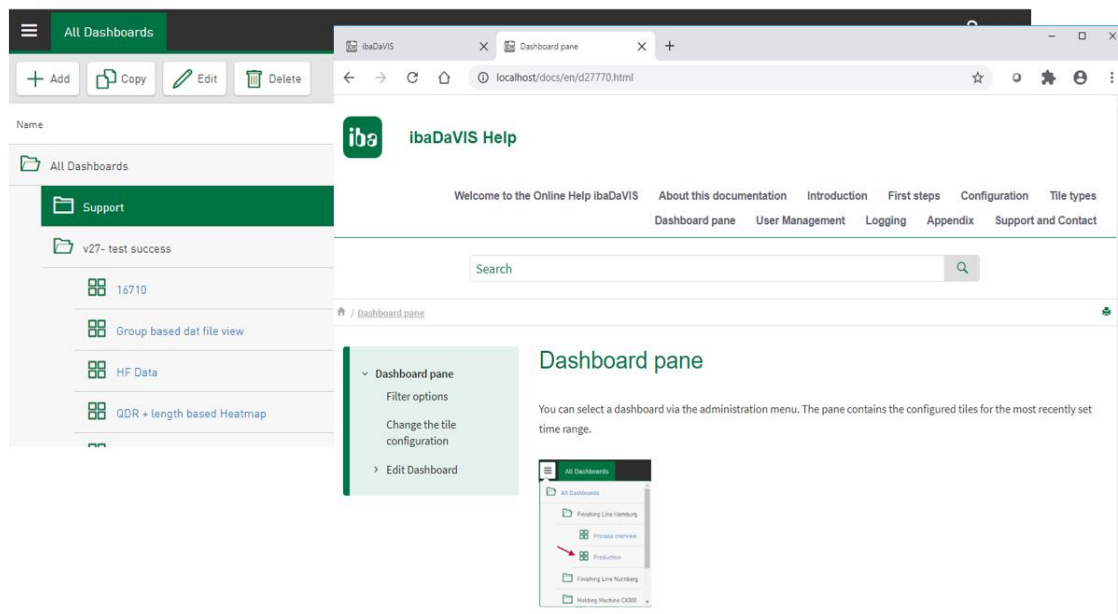 All Dashboards
Add Copy Edit Delete
Name
All Dashboards
Support
v27- test success
16710
Group based dat file view
HF Data
QDR + length based Heatmap
ibaDaVIS
Dashboard pane
localhost/docs/en/d27770.html
iba
ibaDaVIS Help
Welcome to the Online Help ibaDaVIS About this documentation Introduction First steps Configuration Tile types
Dashboard pane User Management Logging Appendix Support and Contact
Search
/ Dashboard pane
Dashboard pane
Filter options
Change the tile
configuration
Edit Dashboard
Dashboard pane
You can select a dashboard via the administration menu. The pane contains the configured tiles for the most recently set
time range.
All Dashboards
All Dashboards
Finishing Line Hamburg
Process overview
Production
Finishing Line Nurnberg
Molding Machine CX380